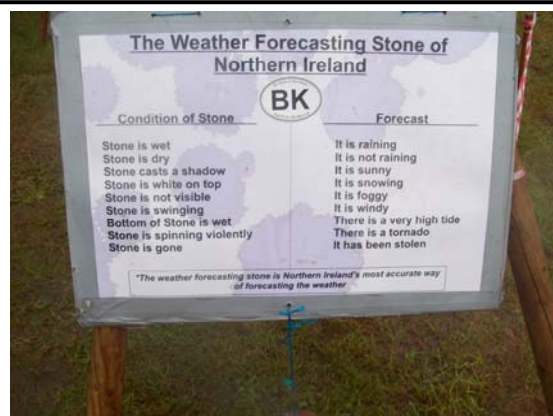 The Weather Forecasting Stone of
Northern Ireland
BK
Condition of Stone Forecast
Stone is wet It is raining
Stone is dry It is not raining
Stone casts a shadow It is sunny
Stone is white on top It is snowing
Stone is not visible It is foggy
Stone is swinging It is windy
Bottom of Stone is wet There is a very high tide
Stone is spinning violently There is a tornado
Stone is gone It has been stolen
*The weather forecasting stone is Northern Ireland's most accurate way
of forecasting the weather